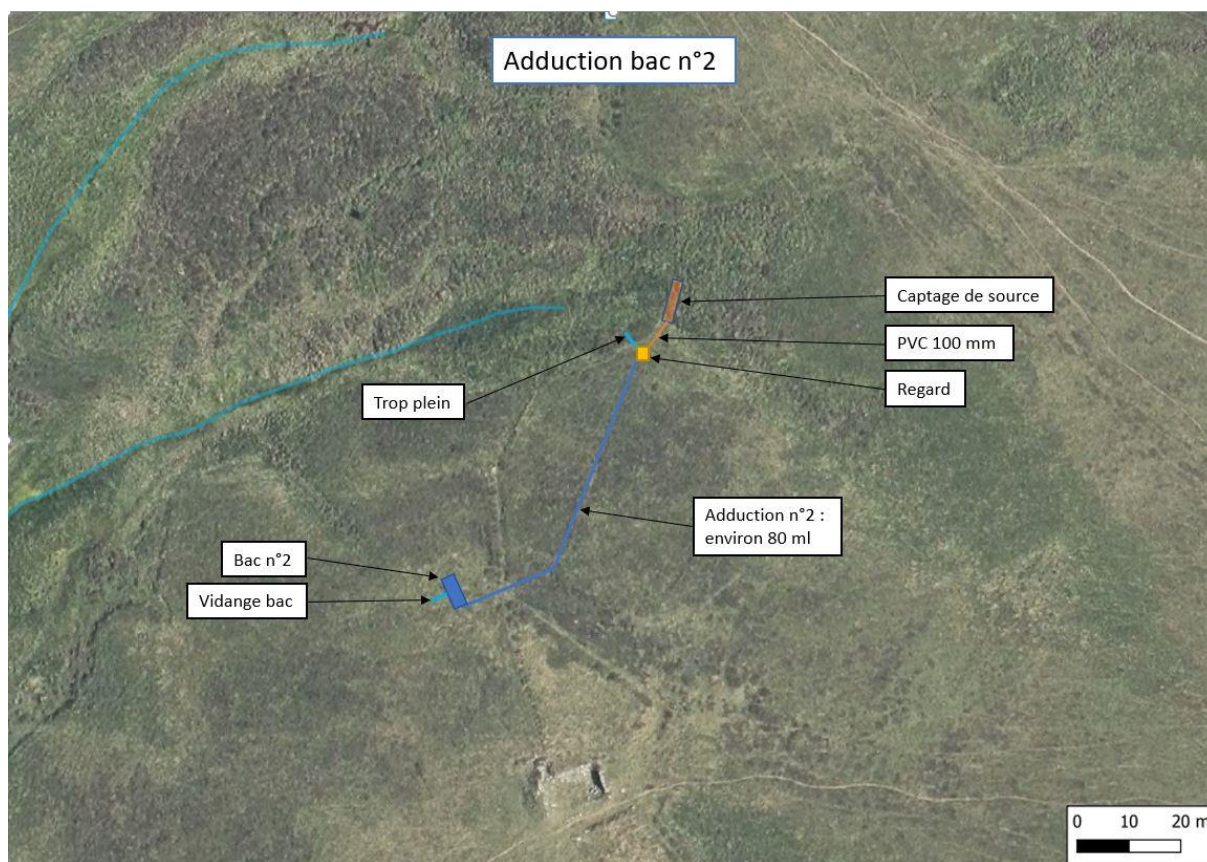 Adduction bac n°2
Captage de source
PVC 100 mm
Regard
Trop plein
Adduction n°2 :
environ 80 ml
Bac n°2
Vidange bac
0 10 20 m